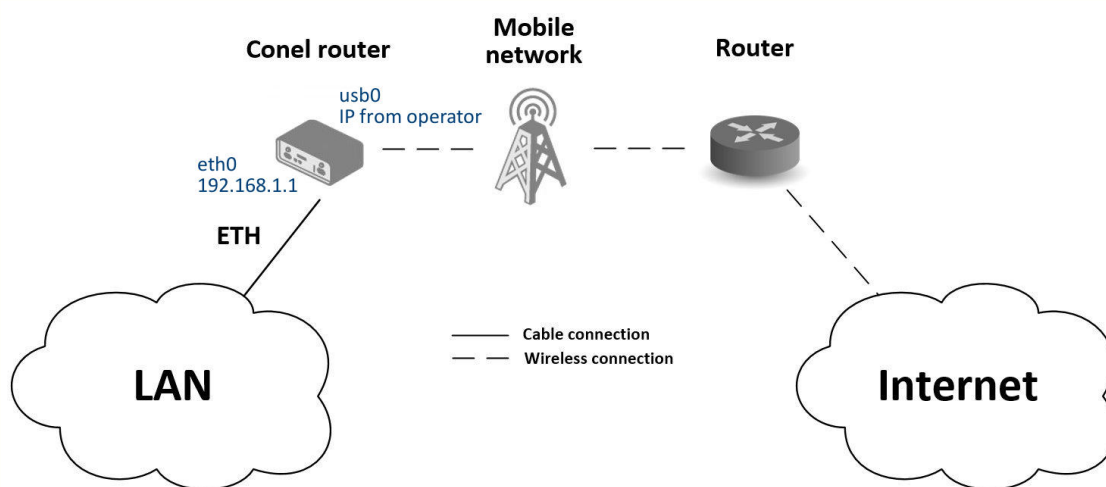 Conel router
Mobile
network
Router
usb0
IP from operator
eth0
192.168.1.1
ETH
Cable connection
Wireless connection
LAN
Internet